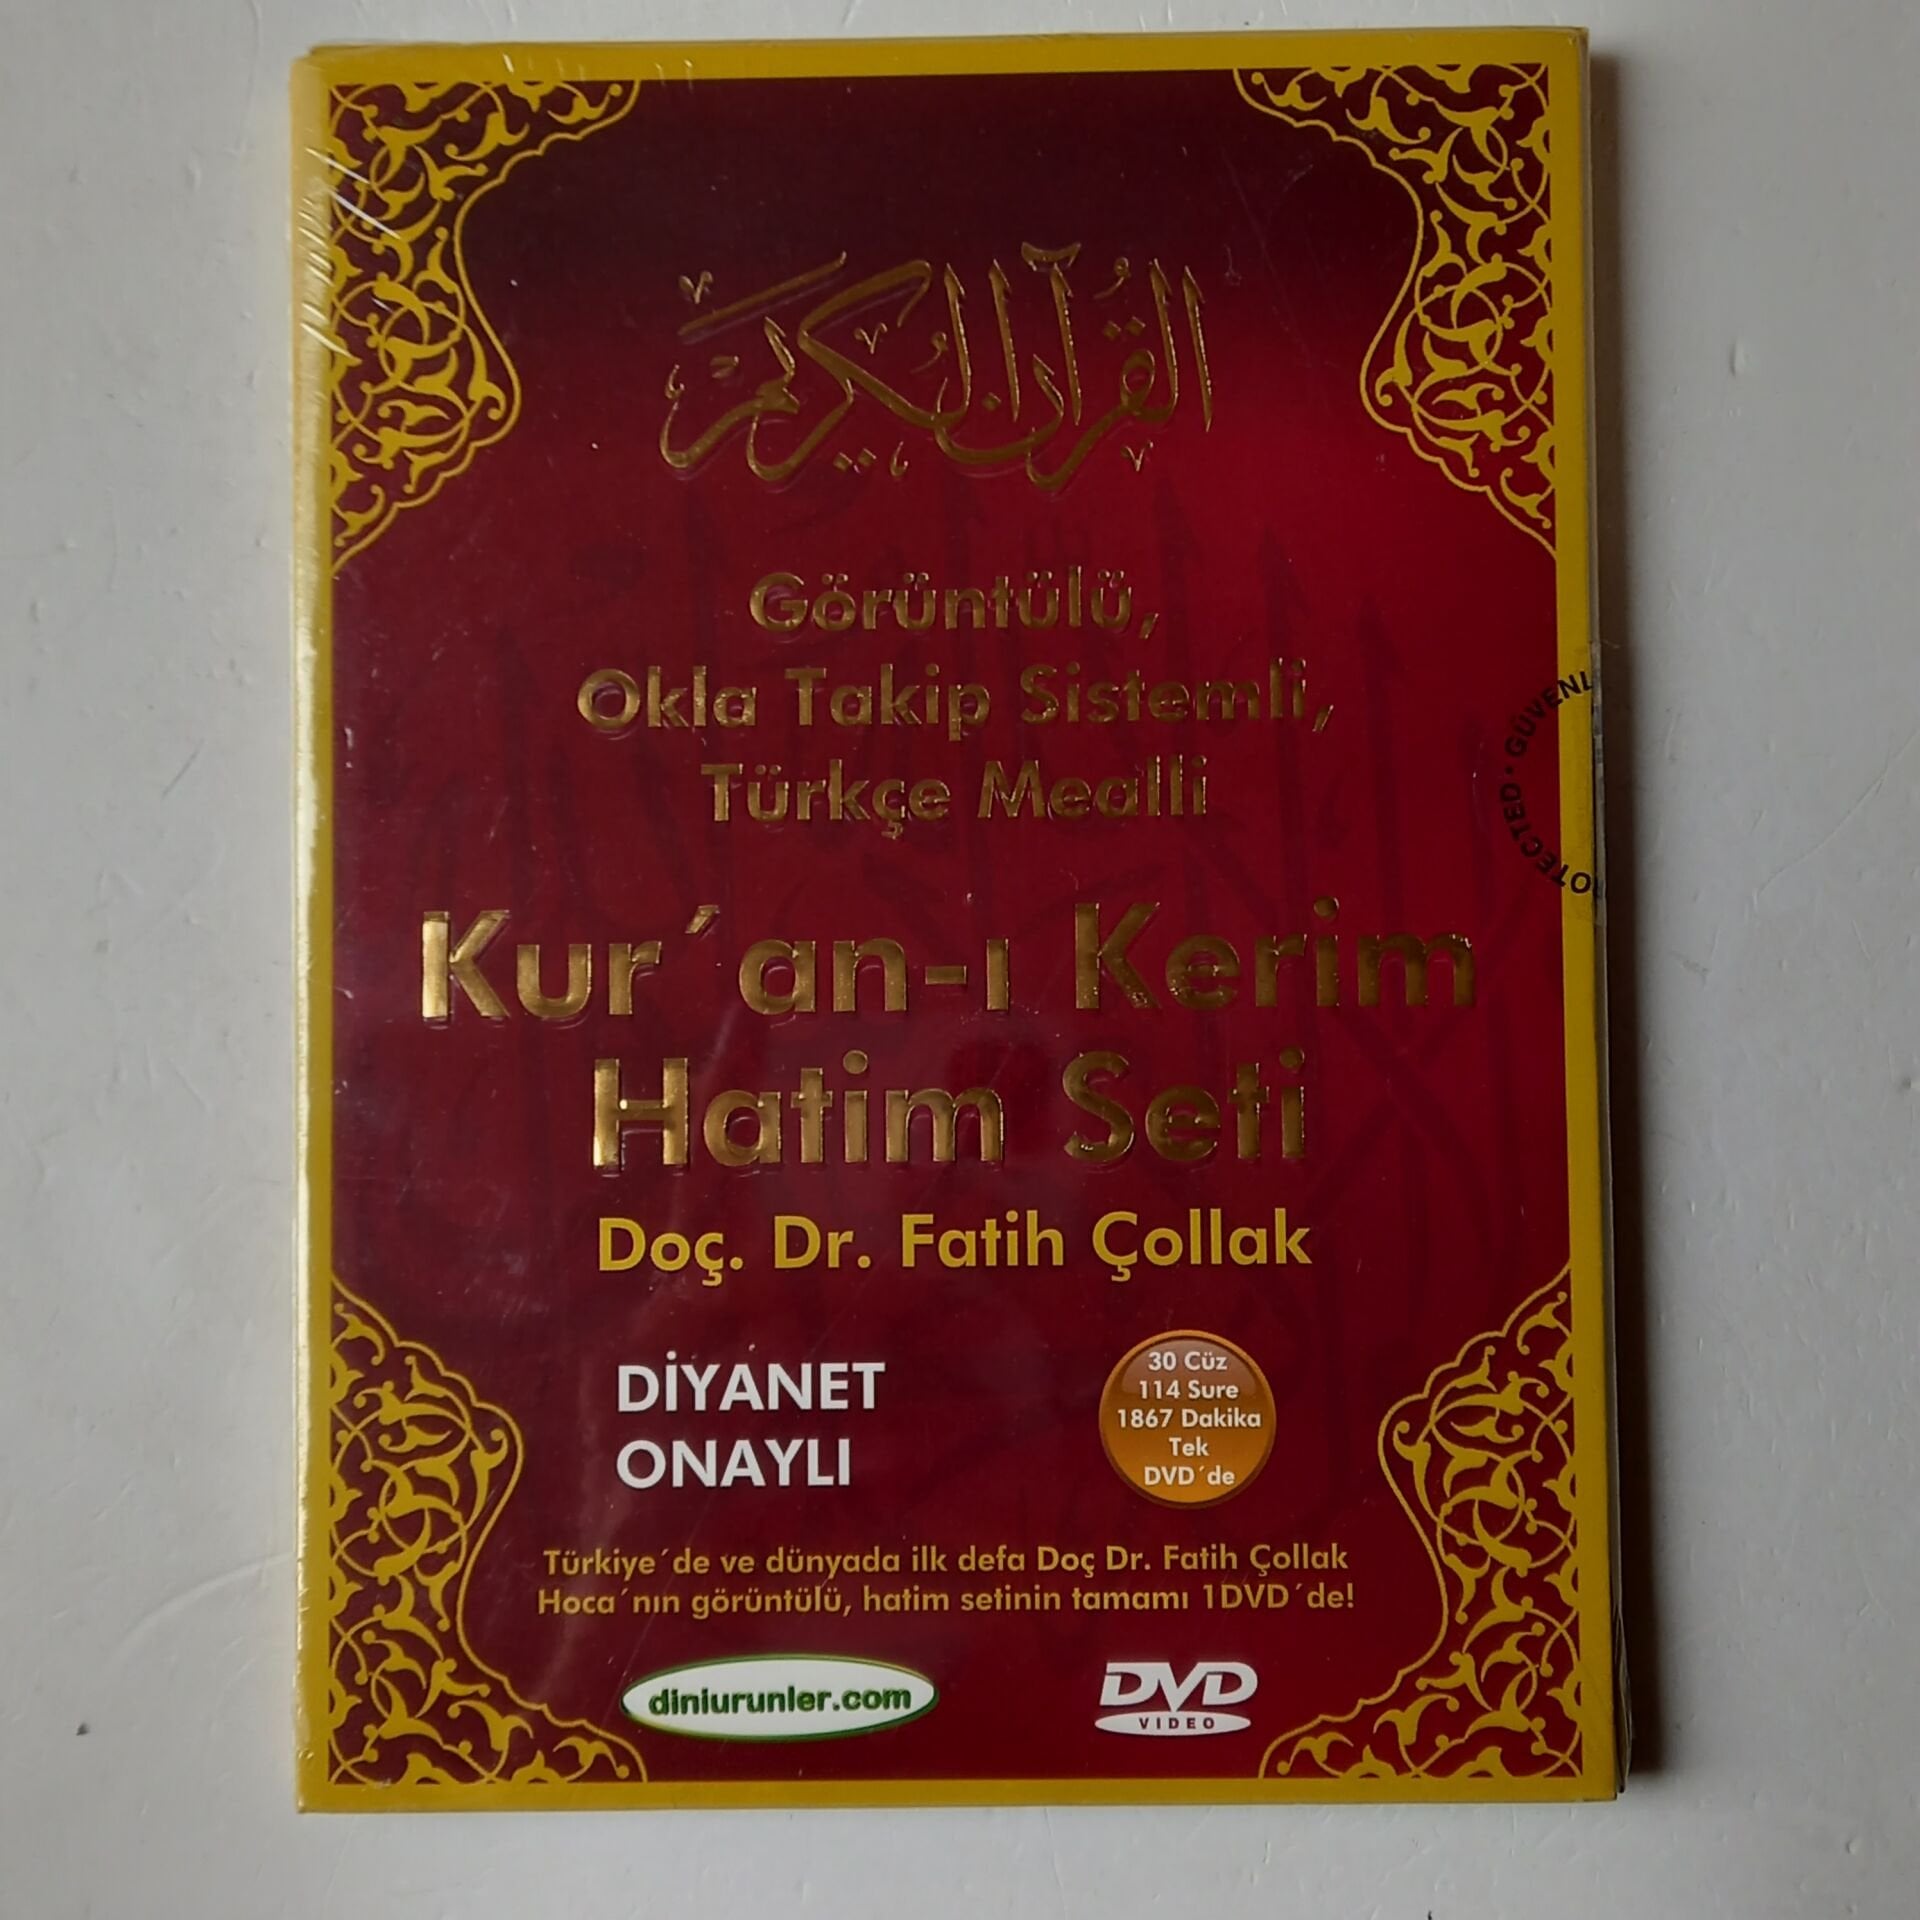 القرآن الكريم
Görüntülü,
Okla Takip Sistemli,
Türkçe Mealli
Kur´an-ı Kerim
Hatim Seti
Doç. Dr. Fatih Çollak
DİYANET
ONAYLI
30 Cüz
114 Sure
1867 Dakika
Tek
DVD´de
Türkiye´de ve dünyada ilk defa Doç Dr. Fatih Çollak
Hoca´nın görüntülü, hatim setinin tamamı 1DVD´de!
diniurunler.com
DVD
VIDEO